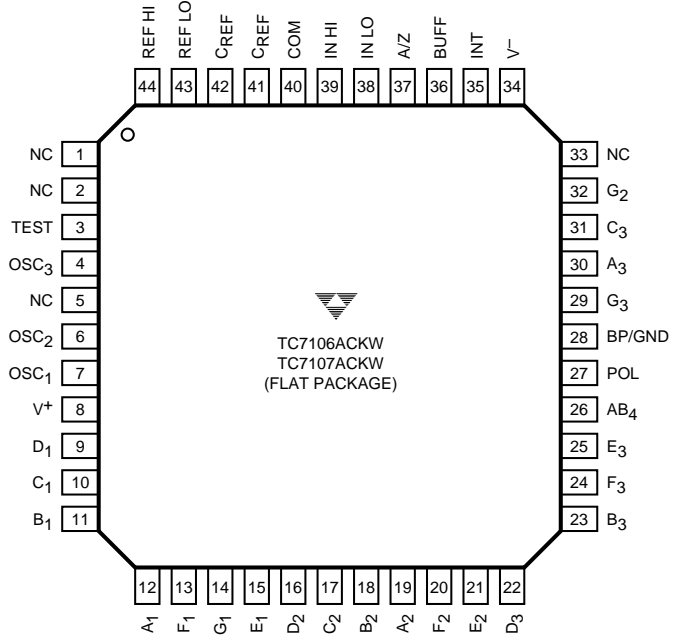 REF HI
REF LO
CREF
CREF
COM
IN HI
IN LO
A/Z
BUFF
INT
V–
44
43
42
41
40
39
38
37
36
35
34
NC 1
NC 2
TEST 3
OSC3 4
NC 5
OSC2 6
OSC1 7
V+ 8
D1 9
C1 10
B1 11
TC7106ACKW
TC7107ACKW
(FLAT PACKAGE)
33 NC
32 G2
31 C3
30 A3
29 G3
28 BP/GND
27 POL
26 AB4
25 E3
24 F3
23 B3
12
13
14
15
16
17
18
19
20
21
22
A1
F1
G1
E1
D2
C2
B2
A2
F2
E2
D3